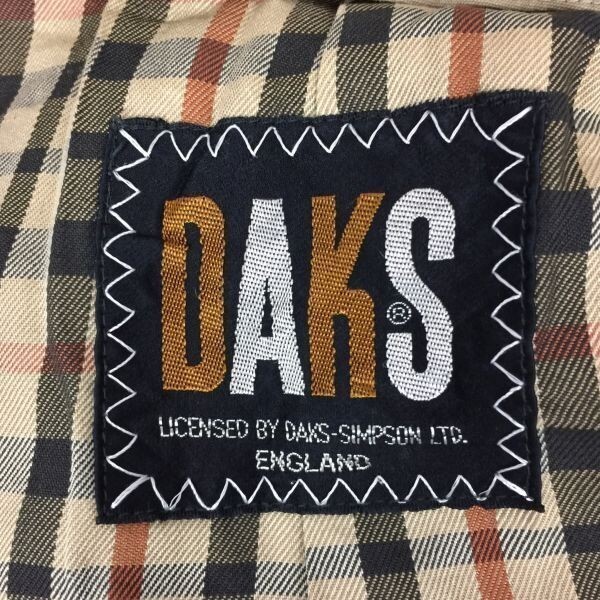 DAKS®
LICENSED BY DAKS-SIMPSON LTD.
ENGLAND